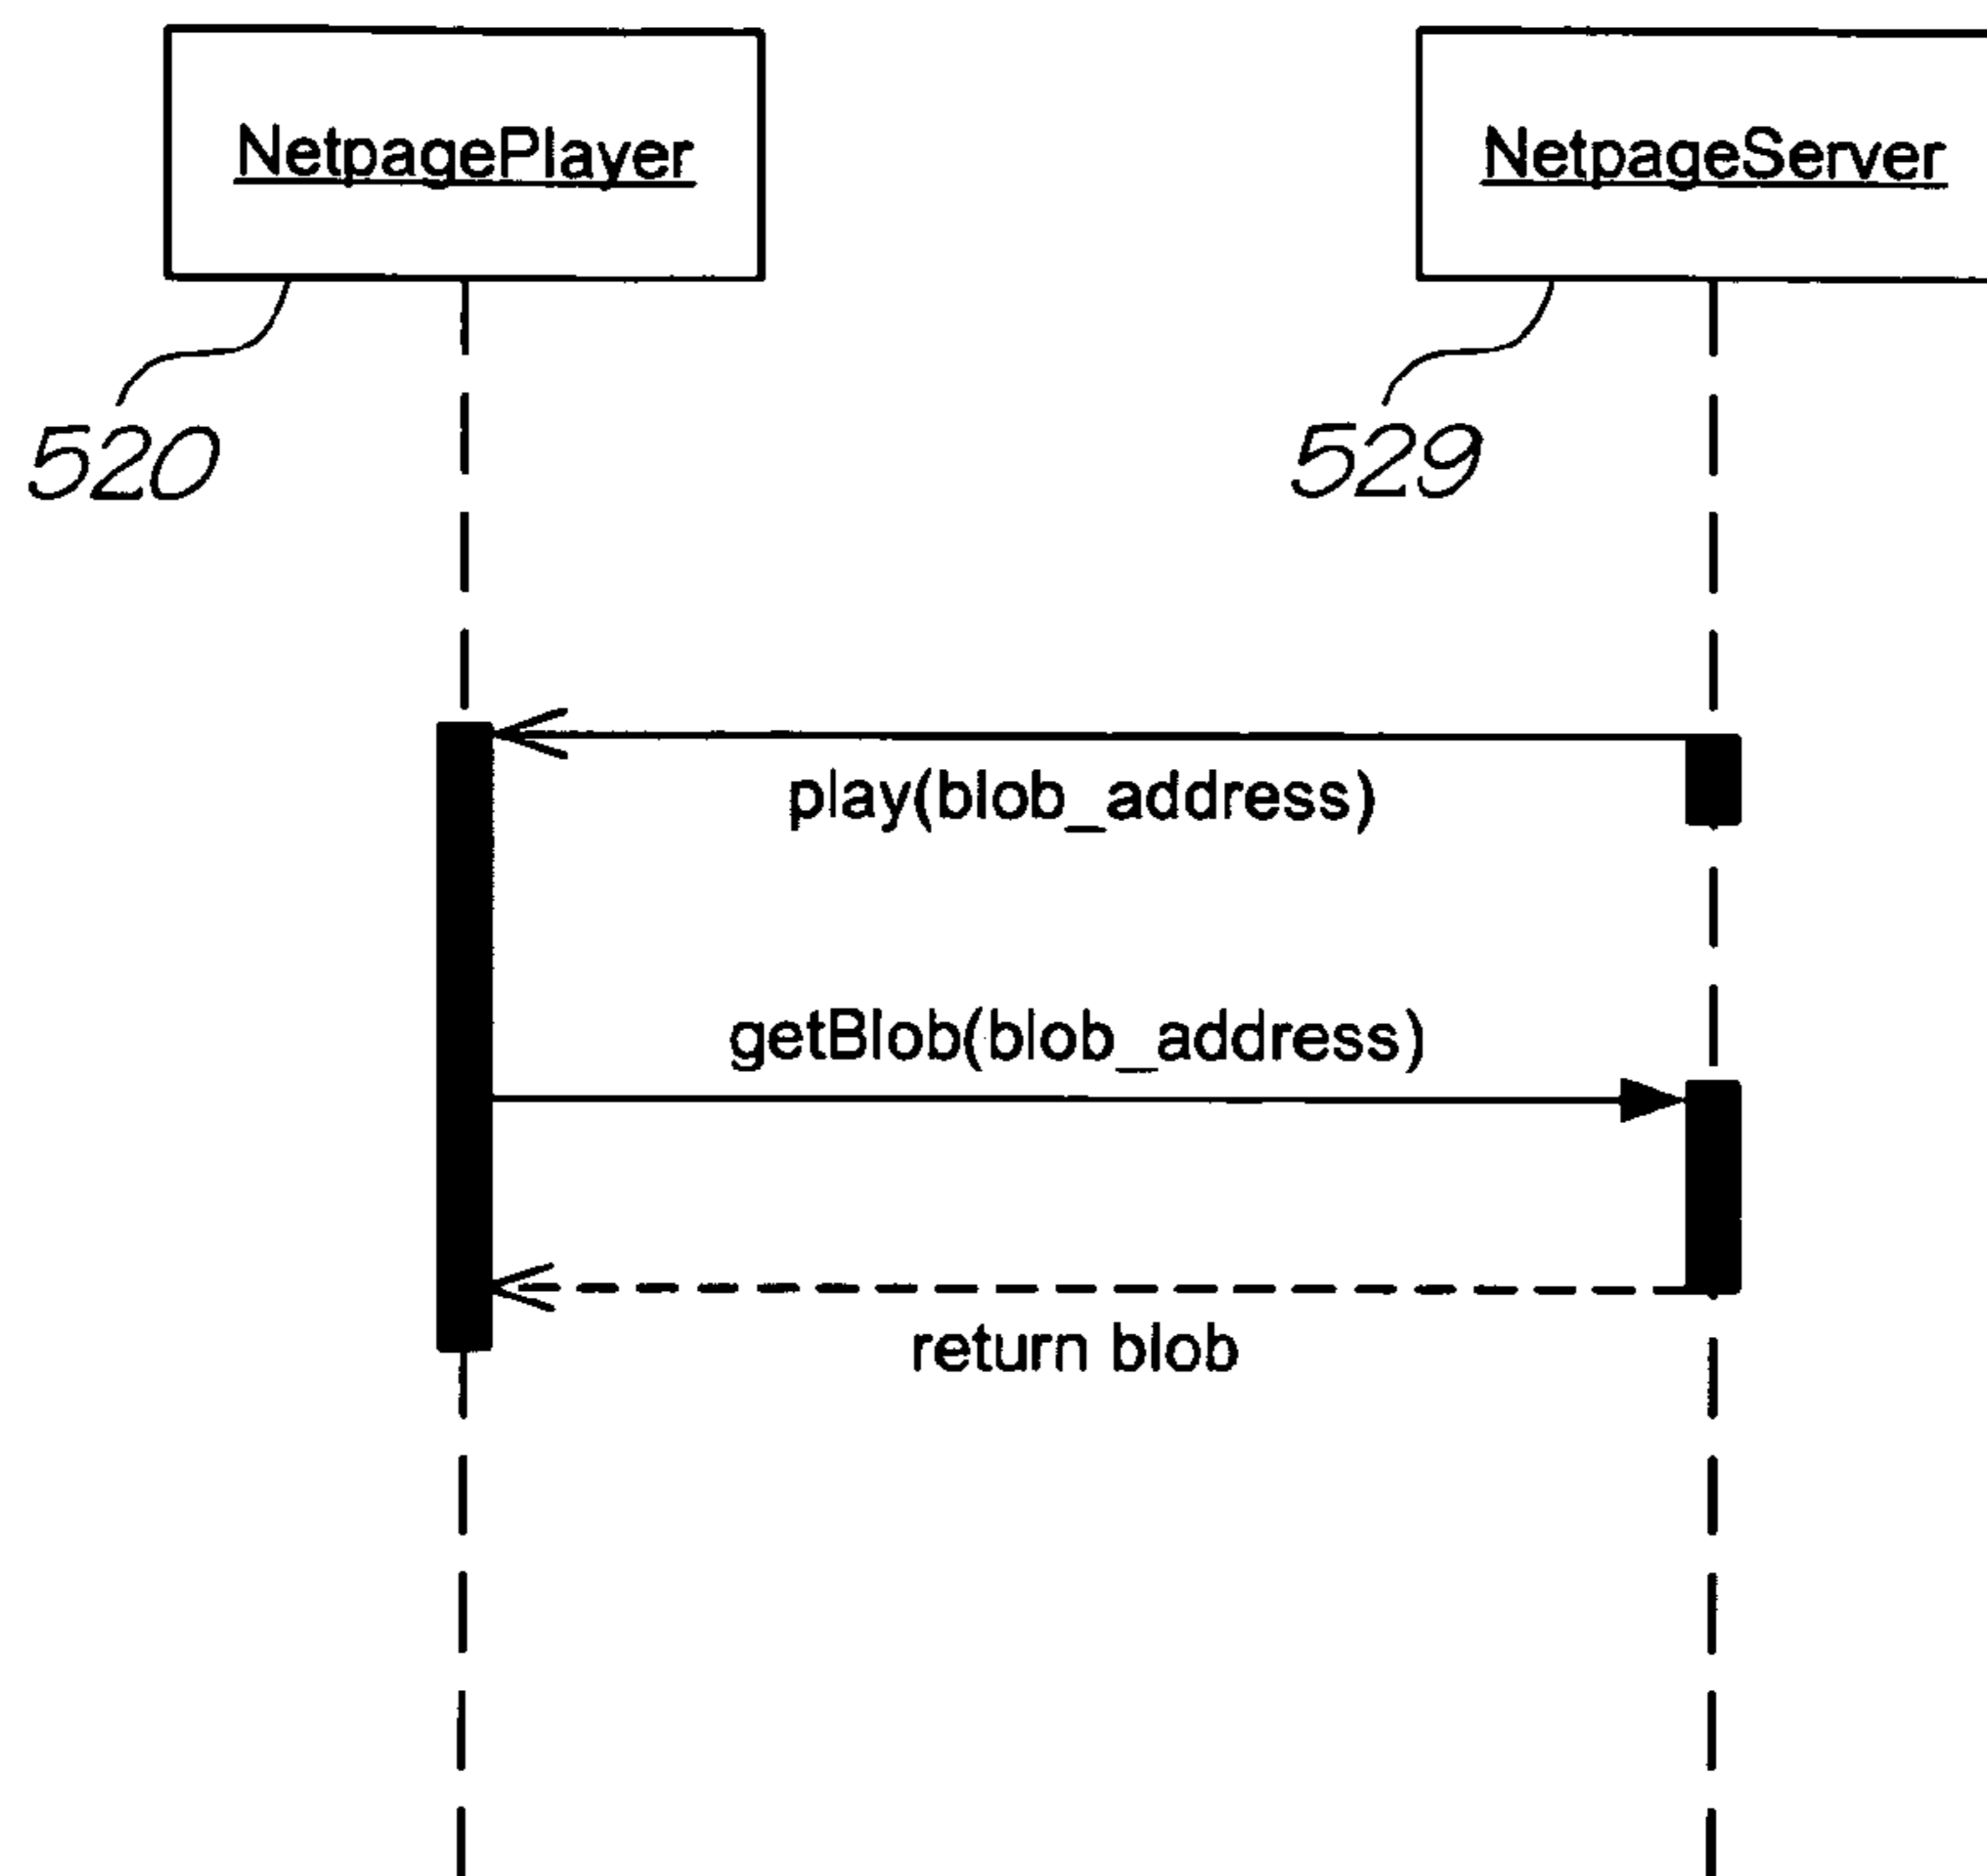 NetpagePlayer
NetpageServer
520
529
play(blob_address)
getBlob(blob_address)
return blob